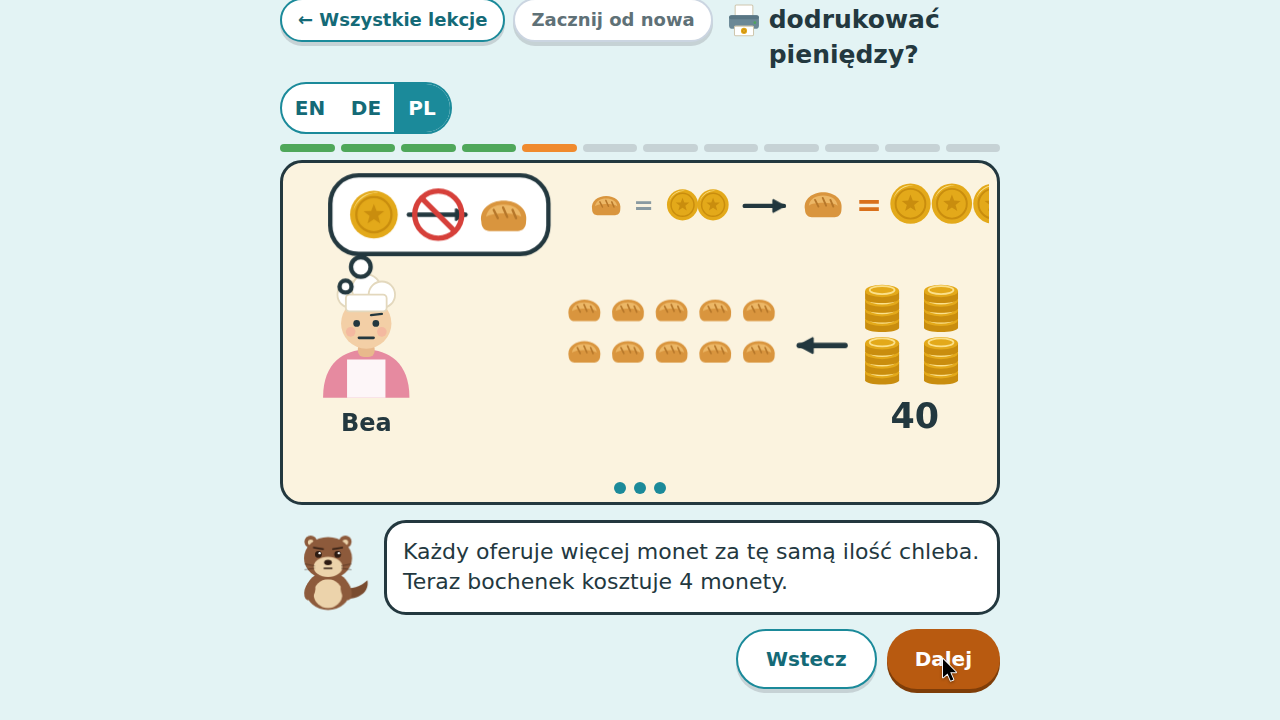 ← Wszystkie lekcje
Zacznij od nowa
dodrukować
pieniędzy?
EN DE PL
Bea
40
Każdy oferuje więcej monet za tę samą ilość chleba.
Teraz bochenek kosztuje 4 monety.
Wstecz
Dalej